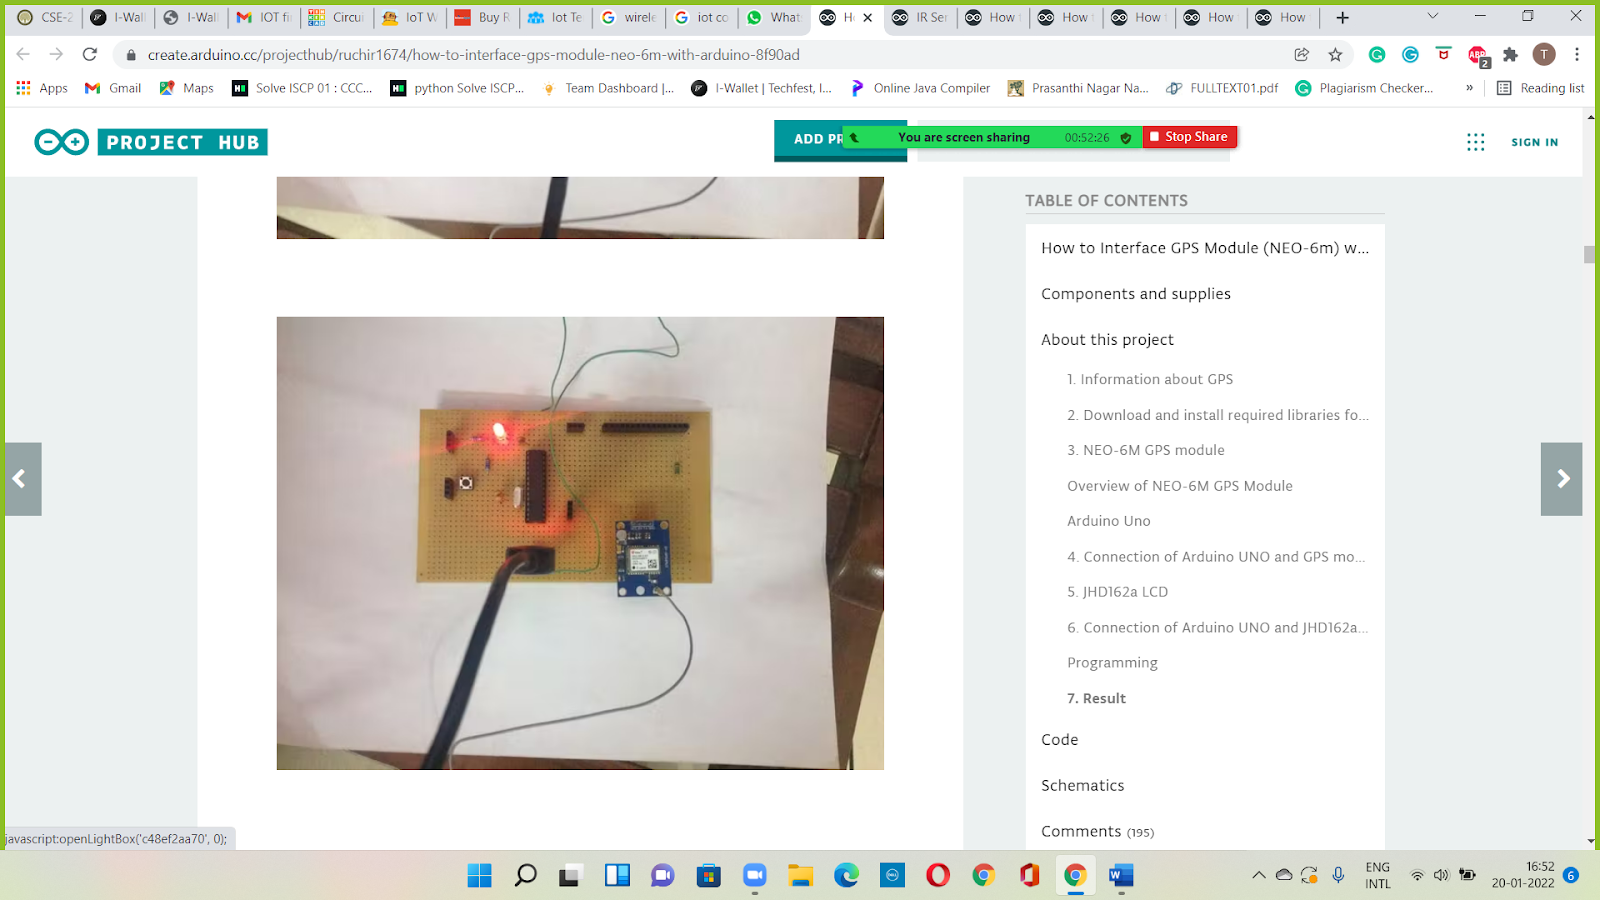 CSE-2
I-Wall
I-Wall
IOT fi
Circui
IoT W
Buy R
Iot Te
wirele
iot co
What
H
IR Ser
How
How
How
How
How
create.arduino.cc/projecthub/ruchir1674/how-to-interface-gps-module-neo-6m-with-arduino-8f90ad
ABP
2
T
Apps
Gmail
Maps
Solve ISCP 01 : CCC...
python Solve ISCP...
Team Dashboard |...
I-Wallet | Techfest, I...
Online Java Compiler
Prasanthi Nagar Na...
FULLTEXT01.pdf
Plagiarism Checker...
»
Reading list
PROJECT HUB
ADD PR
You are screen sharing
00:52:26
Stop Share
SIGN IN
TABLE OF CONTENTS
How to Interface GPS Module (NEO-6m) w...
Components and supplies
About this project
1. Information about GPS
2. Download and install required libraries fo...
3. NEO-6M GPS module
Overview of NEO-6M GPS Module
Arduino Uno
4. Connection of Arduino UNO and GPS mo...
5. JHD162a LCD
6. Connection of Arduino UNO and JHD162a...
Programming
7. Result
Code
Schematics
Comments (195)
javascript:openLightBox('c48ef2aa70', 0);
ENG
INTL
16:52
20-01-2022
6